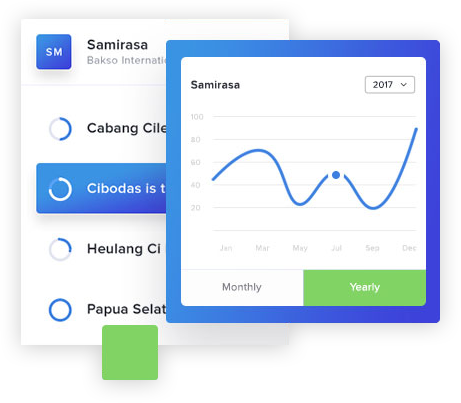 SM
Samirasa
Bakso Internatio
Cabang Cile
Cibodas is t
Heulang Ci
Papua Selat
Samirasa
2017
100
80
60
40
20
Jan Mar May Jul Sep Dec
Monthly Yearly